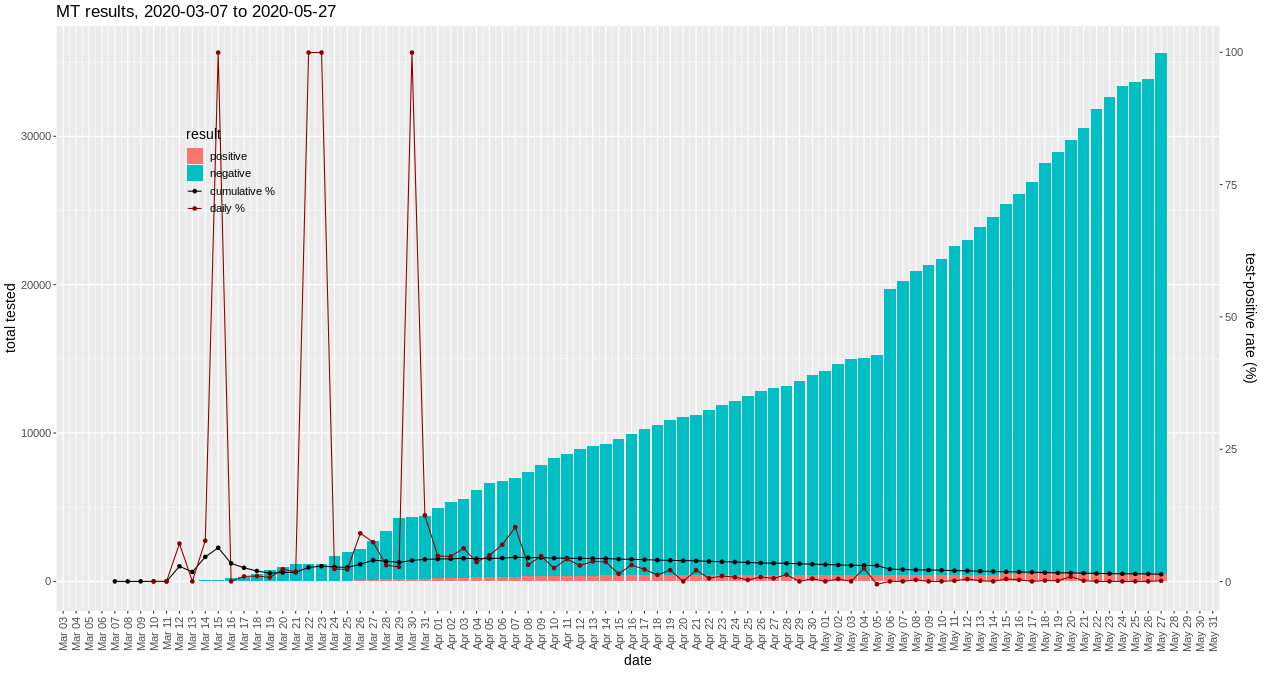 MT results, 2020-03-07 to 2020-05-27
total tested
30000
20000
10000
0
result
positive
negative
cumulative %
daily %
100
75
50
25
0
test-positive rate (%)
Mar 03
Mar 04
Mar 05
Mar 06
Mar 07
Mar 08
Mar 09
Mar 10
Mar 11
Mar 12
Mar 13
Mar 14
Mar 15
Mar 16
Mar 17
Mar 18
Mar 19
Mar 20
Mar 21
Mar 22
Mar 23
Mar 24
Mar 25
Mar 26
Mar 27
Mar 28
Mar 29
Mar 30
Mar 31
Apr 01
Apr 02
Apr 03
Apr 04
Apr 05
Apr 06
Apr 07
Apr 08
Apr 09
Apr 10
Apr 11
Apr 12
Apr 13
Apr 14
Apr 15
Apr 16
Apr 17
Apr 18
Apr 19
Apr 20
Apr 21
Apr 22
Apr 23
Apr 24
Apr 25
Apr 26
Apr 27
Apr 28
Apr 29
Apr 30
May 01
May 02
May 03
May 04
May 05
May 06
May 07
May 08
May 09
May 10
May 11
May 12
May 13
May 14
May 15
May 16
May 17
May 18
May 19
May 20
May 21
May 22
May 23
May 24
May 25
May 26
May 27
May 28
May 29
May 30
May 31
date